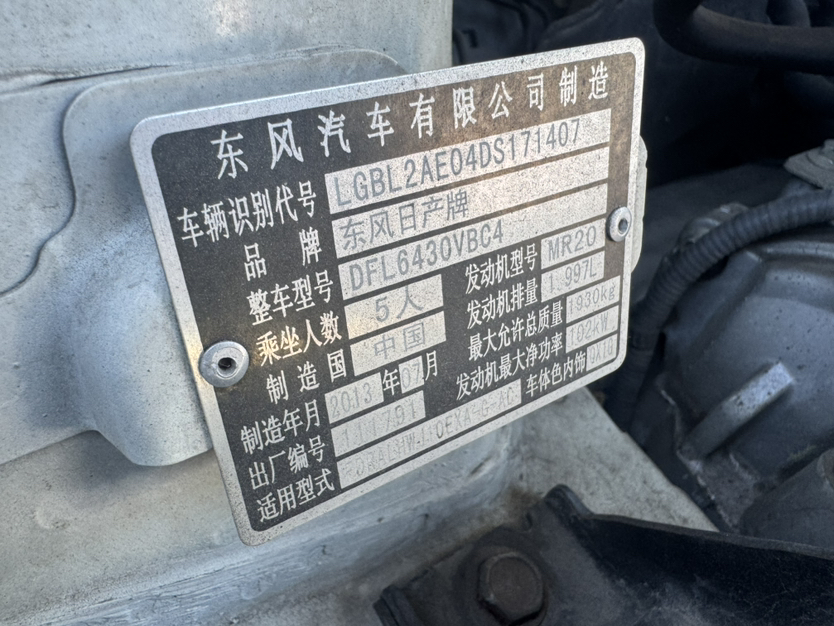 东风汽车有限公司制造
车辆识别代号 LGBL2AE04DS171407
品牌 东风日产牌
整车型号 DFL6430VBC4 发动机型号 MR20
乘坐人数 5人 发动机排量 1.997L
制造国 中国 最大允许总质量 1930kg
制造年月 2013年07月 发动机最大净功率 102kW
出厂编号 车体色内饰
适用型式